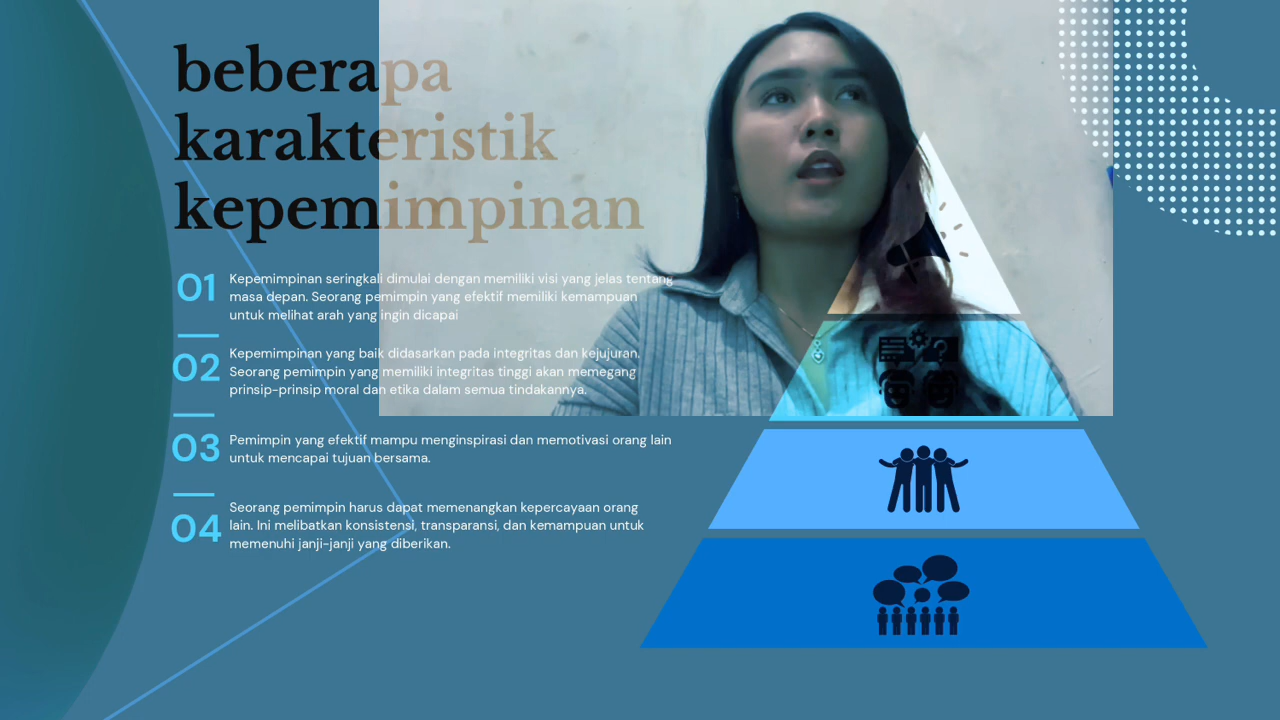 beberapa
karakteristik
kepemimpinan
01
Kepemimpinan seringkali dimulai dengan memiliki visi yang jelas tentang
masa depan. Seorang pemimpin yang efektif memiliki kemampuan
untuk melihat arah yang ingin dicapai
02
Kepemimpinan yang baik didasarkan pada integritas dan kejujuran.
Seorang pemimpin yang memiliki integritas tinggi akan memegang
prinsip-prinsip moral dan etika dalam semua tindakannya.
03
Pemimpin yang efektif mampu menginspirasi dan memotivasi orang lain
untuk mencapai tujuan bersama.
04
Seorang pemimpin harus dapat memenangkan kepercayaan orang
lain. Ini melibatkan konsistensi, transparansi, dan kemampuan untuk
memenuhi janji-janji yang diberikan.